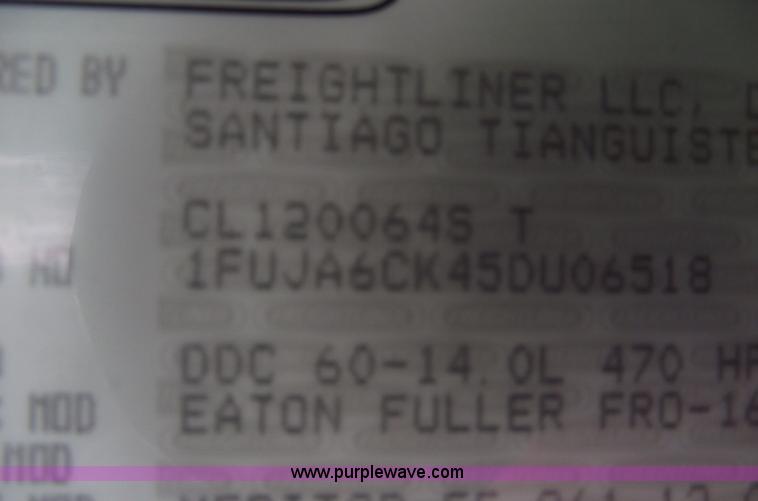 RED BY FREIGHTLINER LLC, D
SANTIAGO TIANGUISTE
CL120064S T
NO 1FUJA6CK45DU06518
DDC 60-14.0L 470 HP
MOD EATON FULLER FRO-16
MOD
www.purplewave.com